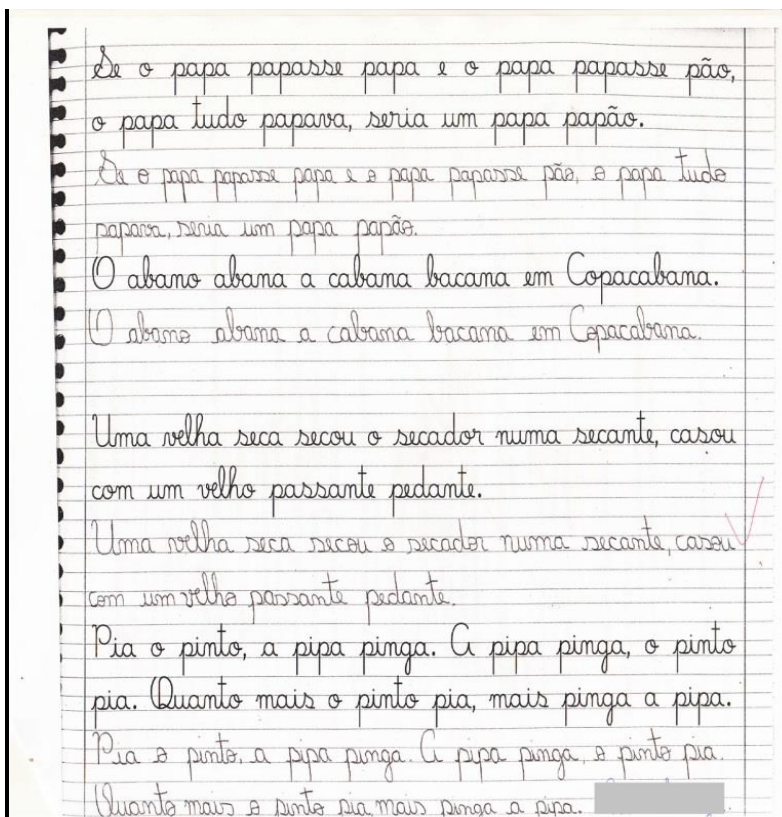 Se o papa papasse papa e o papa papasse pão,
o papa tudo papava, seria um papa papão.
Se o papa papasse papa e o papa papasse pão, o papa tudo
papava, seria um papa papão.
O abano abana a cabana bacana em Copacabana.
O abano abana a cabana bacana em Copacabana.
Uma velha seca secou o secador numa secante, casou
com um velho passante pedante.
Uma velha seca secou o secador numa secante, casou
com um velho passante pedante.
Pia o pinto, a pipa pinga. A pipa pinga, o pinto
pia. Quanto mais o pinto pia, mais pinga a pipa.
Pia o pinto, a pipa pinga. A pipa pinga, o pinto pia.
Quanto mais o pinto pia, mais pinga a pipa.